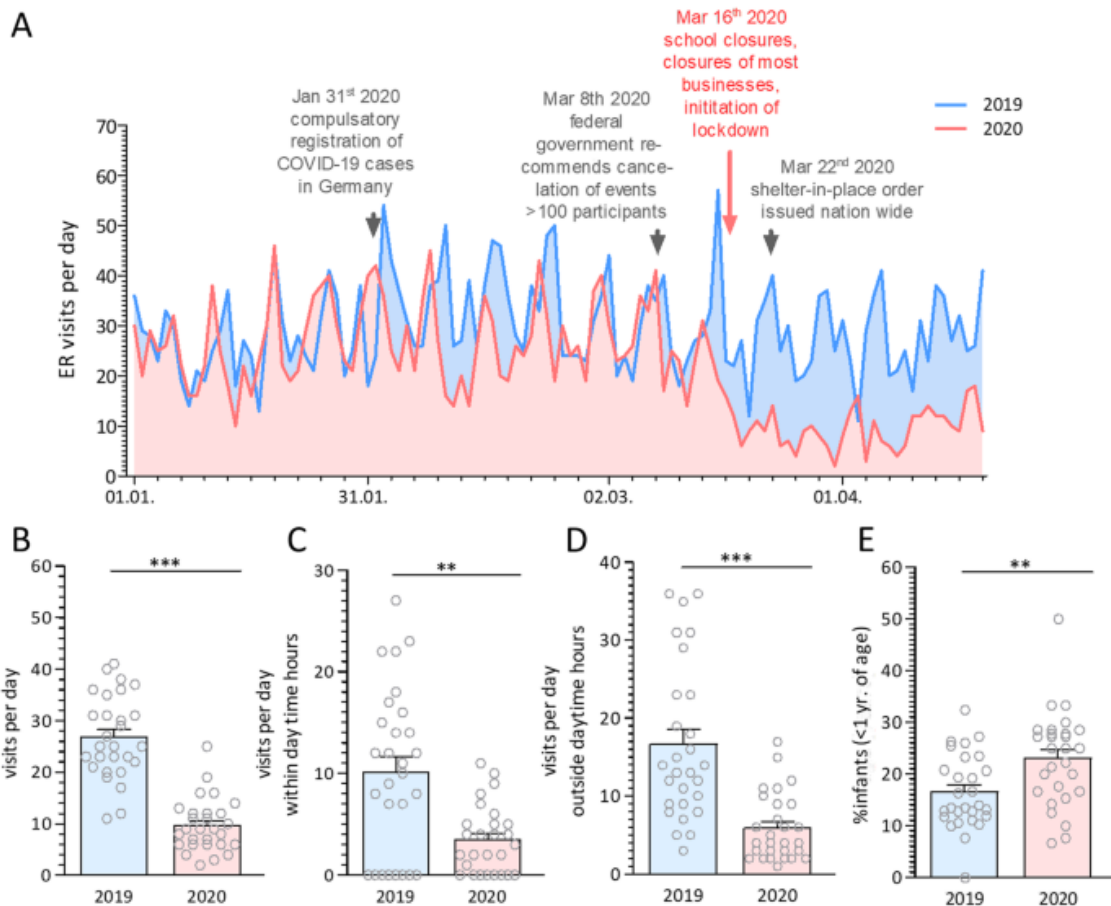 A
Mar 16th 2020
school closures,
closures of most
businesses,
inititation of
lockdown
Jan 31st 2020
compulsatory
registration of
COVID-19 cases
in Germany
Mar 8th 2020
federal
government re-
commends cance-
lation of events
>100 participants
Mar 22nd 2020
shelter-in-place order
issued nation wide
2019
2020
ER visits per day
70
60
50
40
30
20
10
0
01.01.
31.01.
02.03.
01.04.
B
***
visits per day
60
50
40
30
20
10
0
2019
2020
C
**
visits per day
within day time hours
30
20
10
0
2019
2020
D
***
visits per day
outside daytime hours
40
30
20
10
0
2019
2020
E
**
%infants (<1 yr. of age)
60
50
40
30
20
10
0
2019
2020